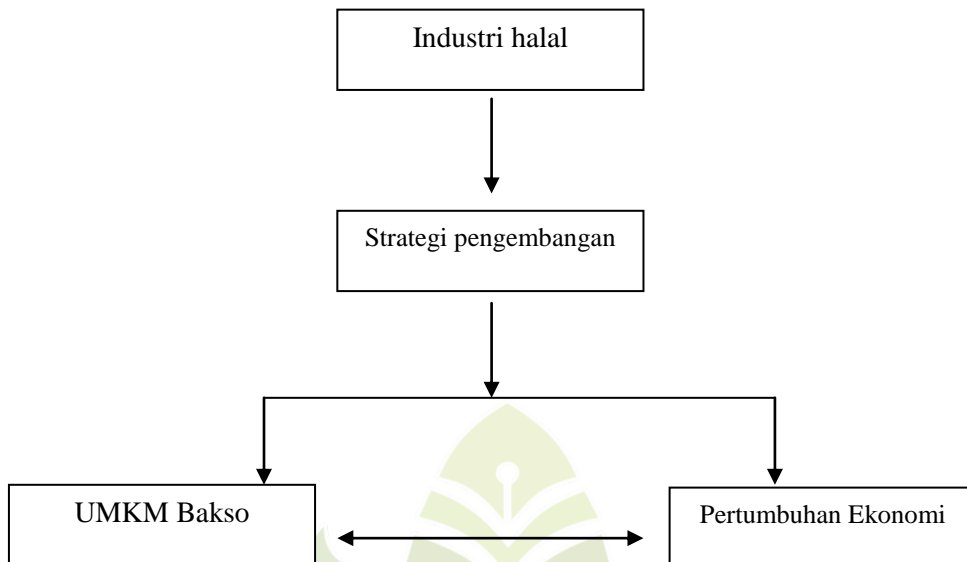 Industri halal
Strategi pengembangan
UMKM Bakso
Pertumbuhan Ekonomi